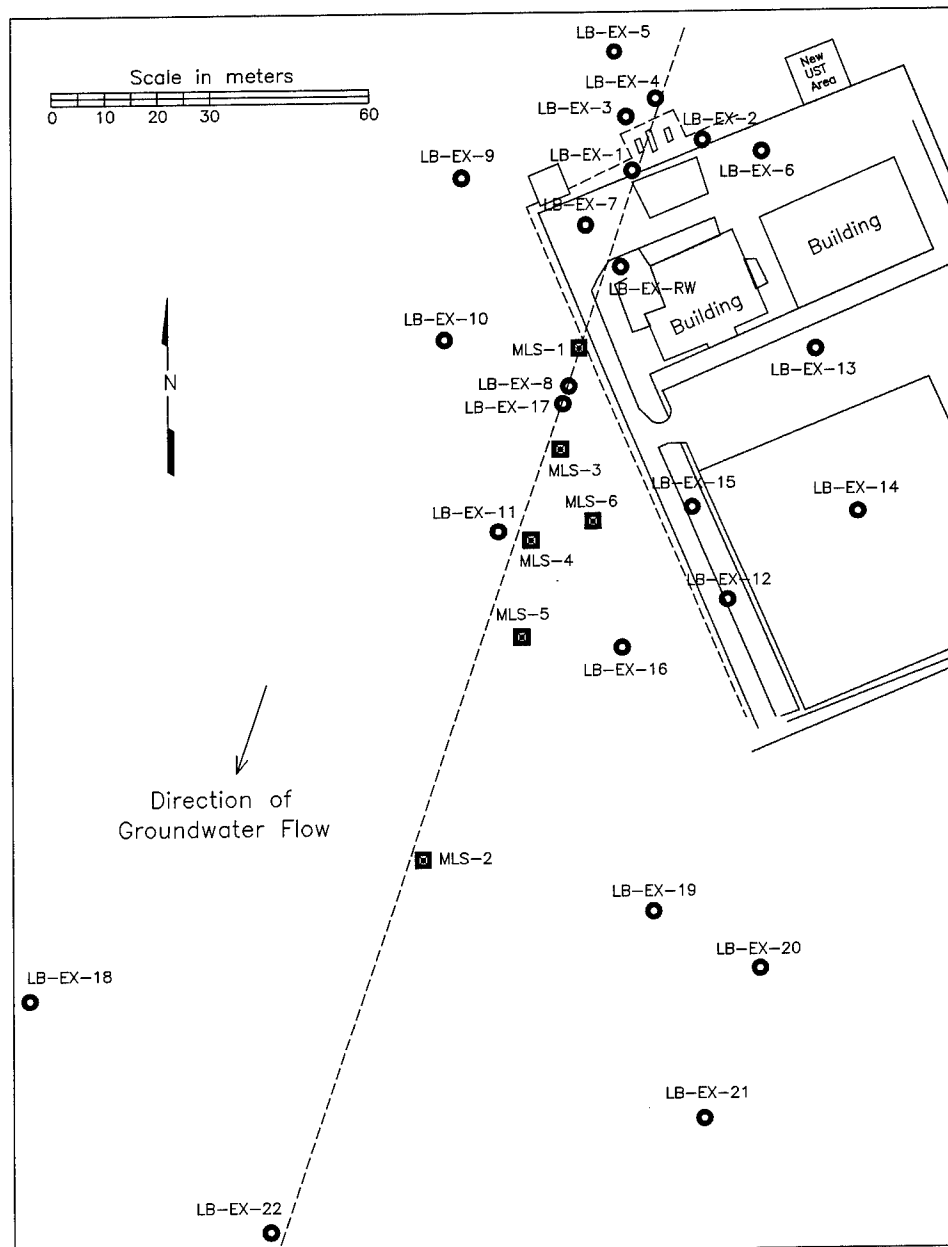 LB-EX-5
Scale in meters
0 10 20 30 60
LB-EX-4
New
UST
Area
LB-EX-3
LB-EX-2
LB-EX-1
LB-EX-6
LB-EX-9
LB-EX-7
Building
LB-EX-RW
Building
LB-EX-10
MLS-1
LB-EX-13
LB-EX-8
LB-EX-17
N
MLS-3
LB-EX-15
LB-EX-14
MLS-6
LB-EX-11
MLS-4
LB-EX-12
MLS-5
LB-EX-16
Direction of
Groundwater Flow
MLS-2
LB-EX-19
LB-EX-20
LB-EX-18
LB-EX-21
LB-EX-22